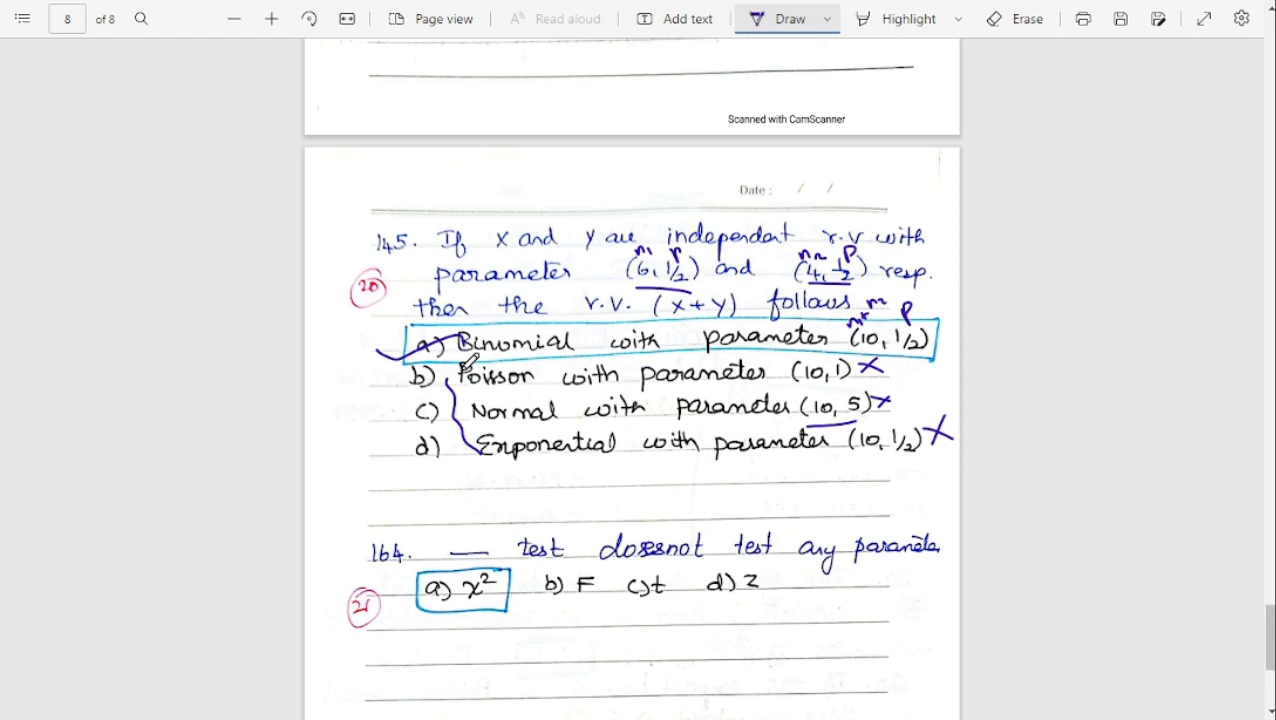 8 of 8 Page view Read aloud Add text Draw Highlight Erase
Scanned with CamScanner
Date : / /
145. If X and Y are independent r.v with
n p n p
parameter (6, 1/2) and (4, 1/2) resp.
20
then the r.v. (X+Y) follows
n p
a) Binomial with parameter (10, 1/2)
b) Poisson with parameter (10, 1) X
c) Normal with parameter (10, 5) X
d) Exponential with parameter (10, 1/2) X
164. — test doesnot test any parameter
a) χ² b) F c) t d) Z
21